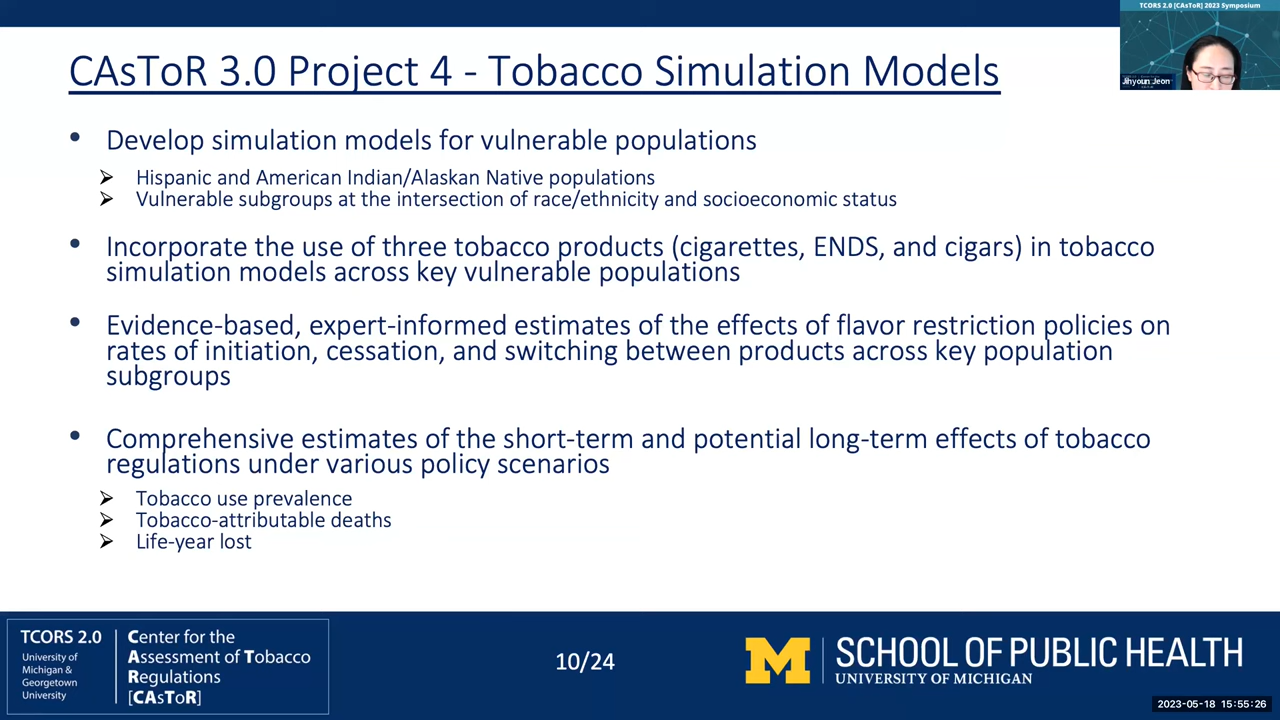 TCORS 2.0 [CAsToR] 2023 Symposium
Jihyoun Jeon
CAsToR 3.0 Project 4 - Tobacco Simulation Models
• Develop simulation models for vulnerable populations
➢ Hispanic and American Indian/Alaskan Native populations
➢ Vulnerable subgroups at the intersection of race/ethnicity and socioeconomic status
• Incorporate the use of three tobacco products (cigarettes, ENDS, and cigars) in tobacco
simulation models across key vulnerable populations
• Evidence-based, expert-informed estimates of the effects of flavor restriction policies on
rates of initiation, cessation, and switching between products across key population
subgroups
• Comprehensive estimates of the short-term and potential long-term effects of tobacco
regulations under various policy scenarios
➢ Tobacco use prevalence
➢ Tobacco-attributable deaths
➢ Life-year lost
TCORS 2.0
University of
Michigan &
Georgetown
University
Center for the
Assessment of Tobacco
Regulations
[CAsToR]
10/24
M
SCHOOL OF PUBLIC HEALTH
UNIVERSITY OF MICHIGAN
2023-05-18 15:55:26